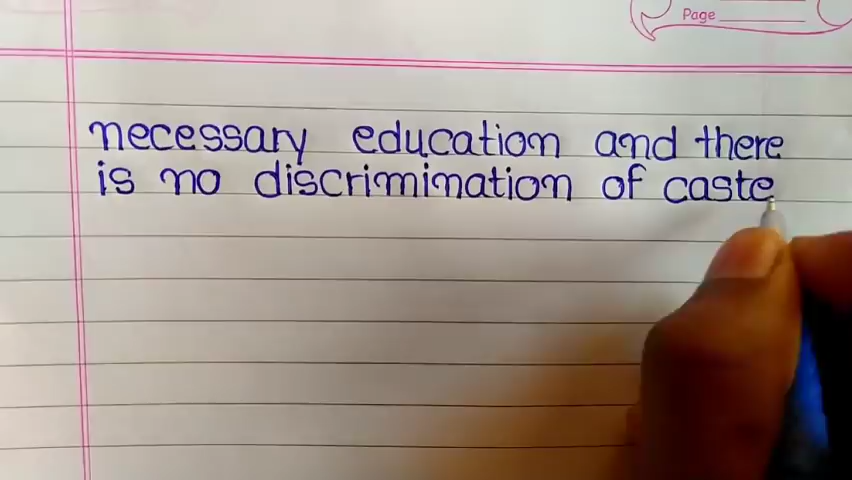 Page
necessary education and there
is no discrimination of caste